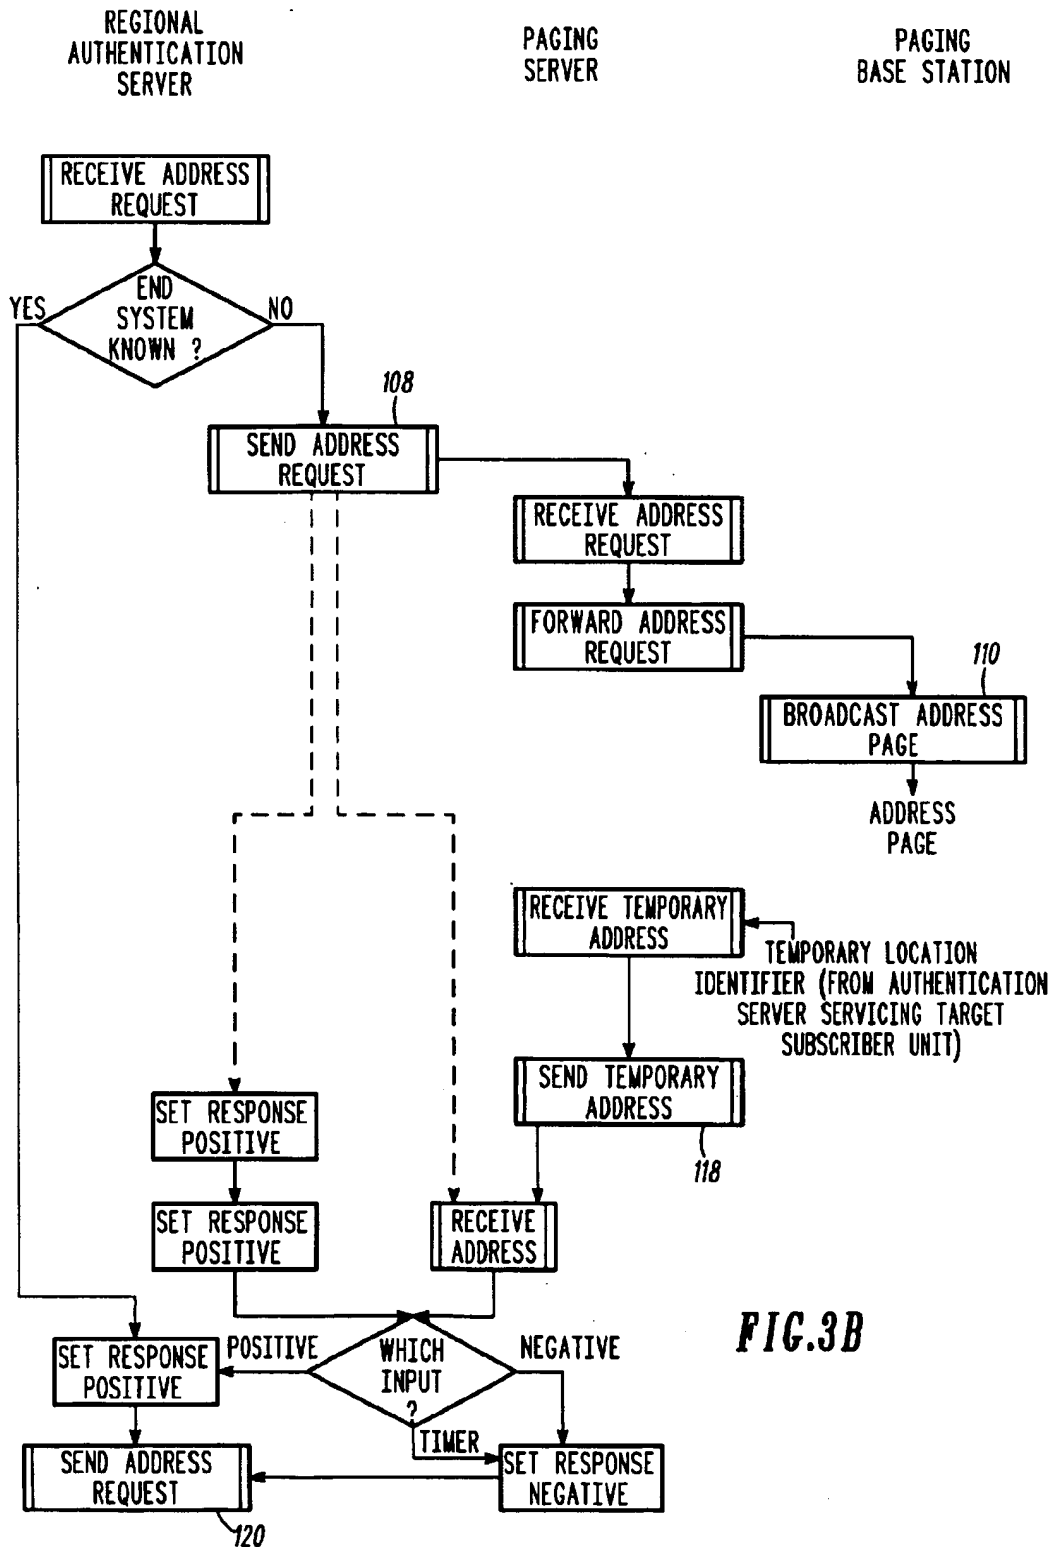 REGIONAL
AUTHENTICATION
SERVER
PAGING
SERVER
PAGING
BASE STATION
RECEIVE ADDRESS
REQUEST
YES
END
SYSTEM
KNOWN ?
NO
108
SEND ADDRESS
REQUEST
RECEIVE ADDRESS
REQUEST
FORWARD ADDRESS
REQUEST
110
BROADCAST ADDRESS
PAGE
ADDRESS
PAGE
RECEIVE TEMPORARY
ADDRESS
TEMPORARY LOCATION
IDENTIFIER (FROM AUTHENTICATION
SERVER SERVICING TARGET
SUBSCRIBER UNIT)
SEND TEMPORARY
ADDRESS
118
SET RESPONSE
POSITIVE
SET RESPONSE
POSITIVE
RECEIVE
ADDRESS
SET RESPONSE
POSITIVE
POSITIVE
WHICH
INPUT
?
NEGATIVE
TIMER
FIG.3B
SEND ADDRESS
REQUEST
SET RESPONSE
NEGATIVE
120